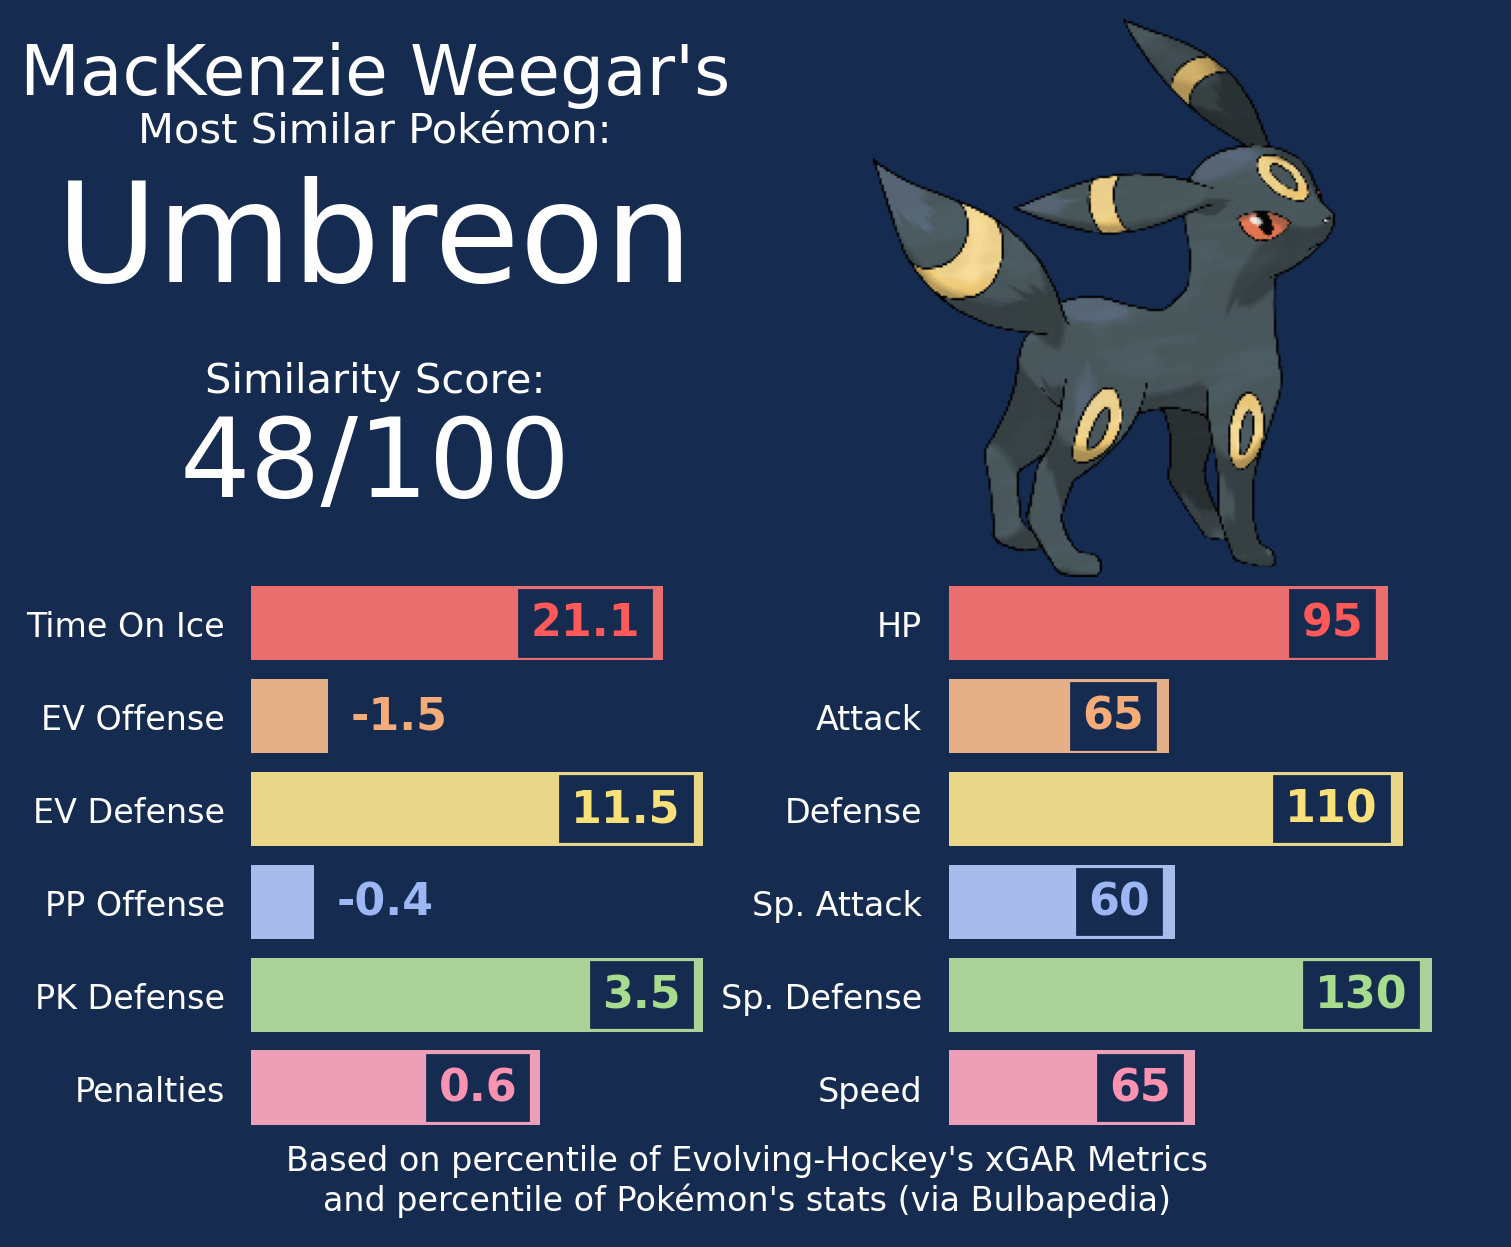 MacKenzie Weegar's
Most Similar Pokémon:
Umbreon
Similarity Score:
48/100
Time On Ice 21.1
EV Offense -1.5
EV Defense 11.5
PP Offense -0.4
PK Defense 3.5
Penalties 0.6
HP 95
Attack 65
Defense 110
Sp. Attack 60
Sp. Defense 130
Speed 65
Based on percentile of Evolving-Hockey's xGAR Metrics
and percentile of Pokémon's stats (via Bulbapedia)